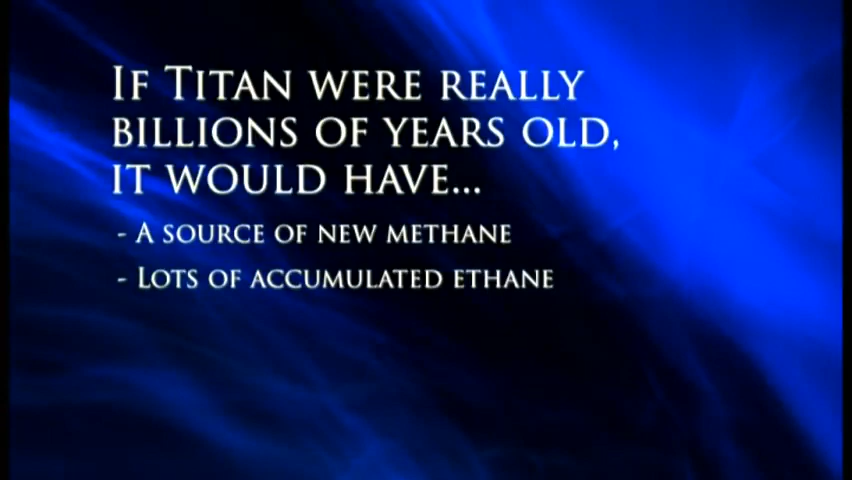 If Titan were really
billions of years old,
it would have...
- A source of new methane
- Lots of accumulated ethane